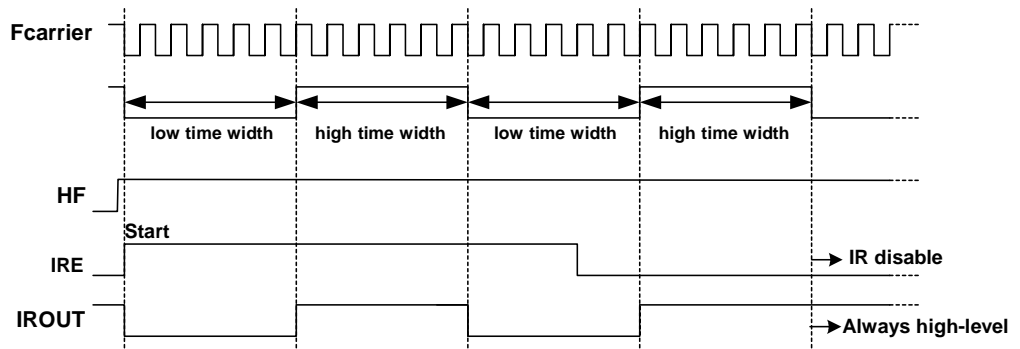 Fcarrier
low time width
high time width
low time width
high time width
HF
Start
IRE
IR disable
IROUT
Always high-level